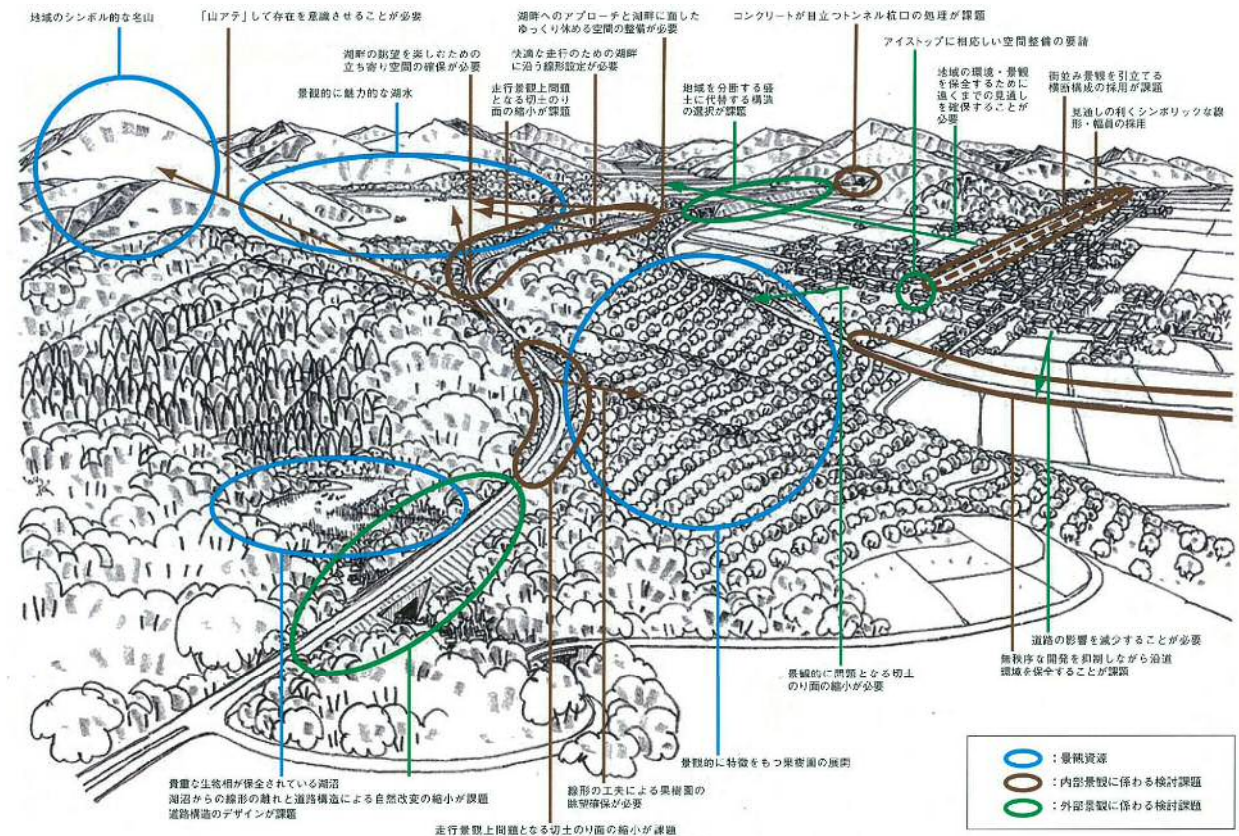 地域のシンボル的な名山
「山アテ」して存在を意識させることが必要
湖畔へのアプローチと湖畔に面した
ゆっくり休める空間の整備が必要
コンクリートが目立つトンネル杭口の処理が課題
アイストップに相応しい空間整備の要請
湖畔の眺望を楽しむための
立ち寄り空間の確保が必要
快適な走行のための湖畔
に沿う線形設定が必要
景観的に魅力的な湖水
走行景観上問題
となる切土のり
面の縮小が課題
地域を分断する盛
土に代替する構造
の選択が課題
地域の環境・景観
を保全するために
遠くまでの見通し
を確保することが
必要
街並み景観を引立てる
横断構成の採用が課題
見通しの利くシンボリックな線
形・幅員の採用
道路の影響を減少することが必要
無秩序な開発を抑制しながら沿道
環境を保全することが課題
景観的に問題となる切土
のり面の縮小が必要
景観的に特徴をもつ果樹園の展開
貴重な生物相が保全されている湖沼
湖沼からの線形の離れと道路構造による自然改変の縮小が課題
道路構造のデザインが課題
線形の工夫による果樹園の
眺望確保が必要
走行景観上問題となる切土のり面の縮小が課題
:景観資源
:内部景観に係わる検討課題
:外部景観に係わる検討課題